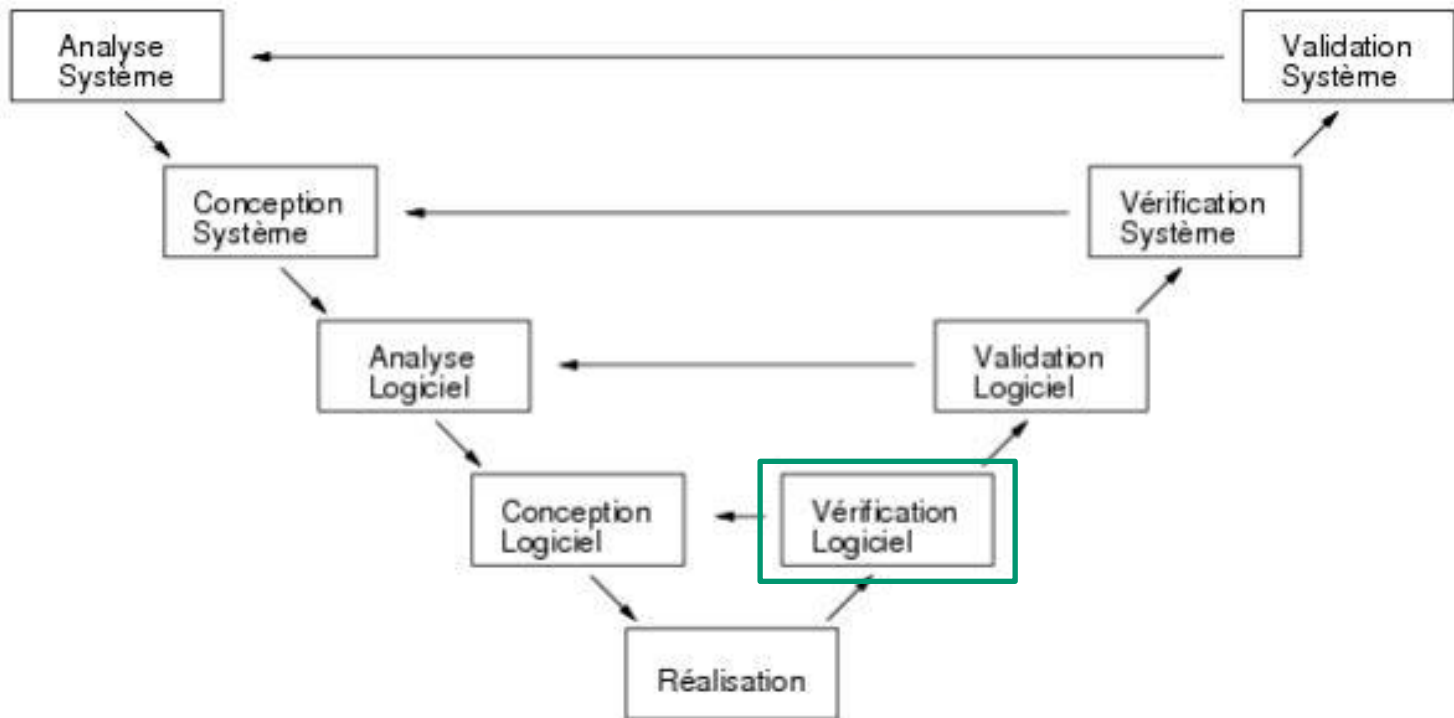 Analyse
Système
Validation
Système
Conception
Système
Vérification
Système
Analyse
Logiciel
Validation
Logiciel
Conception
Logiciel
Vérification
Logiciel
Réalisation